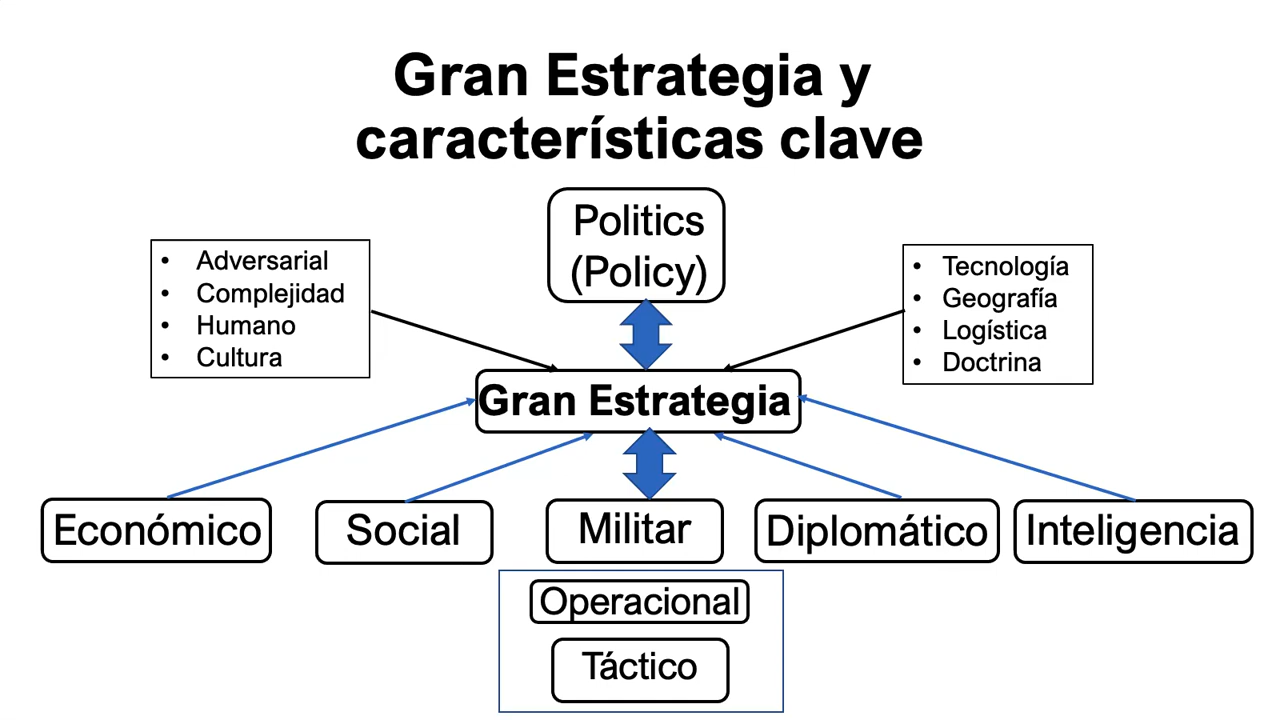 Gran Estrategia y
características clave
Politics
(Policy)
• Adversarial
• Complejidad
• Humano
• Cultura
• Tecnología
• Geografía
• Logística
• Doctrina
Gran Estrategia
Económico
Social
Militar
Diplomático
Inteligencia
Operacional
Táctico